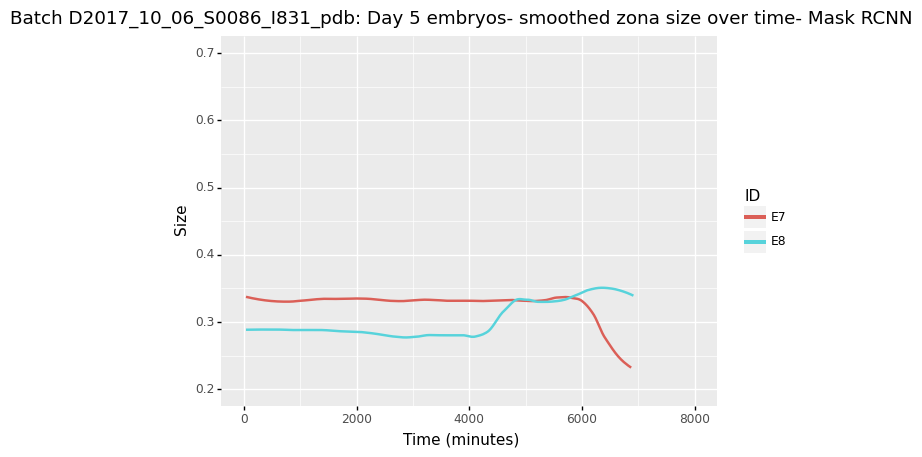 Batch D2017_10_06_S0086_I831_pdb: Day 5 embryos- smoothed zona size over time- Mask RCNN
0.7
0.6
0.5
0.4
0.3
0.2
Size
0 2000 4000 6000 8000
Time (minutes)
ID
E7
E8